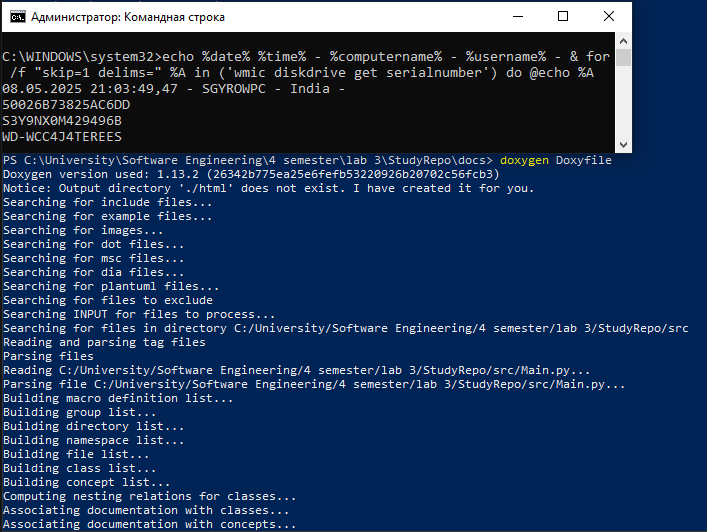 Администратор: Командная строка
C:\WINDOWS\system32>echo %date% %time% - %computername% - %username% - & for
/f "skip=1 delims=" %A in ('wmic diskdrive get serialnumber') do @echo %A
08.05.2025 21:03:49,47 - SGYROWPC - India -
50026B73825AC6DD
S3Y9NX0M429496B
WD-WCC4J4TEREES
PS C:\University\Software Engineering\4 semester\lab 3\StudyRepo\docs> doxygen Doxyfile
Doxygen version used: 1.13.2 (26342b775ea25e6fefb53220926b20702c56fcb3)
Notice: Output directory './html' does not exist. I have created it for you.
Searching for include files...
Searching for example files...
Searching for images...
Searching for dot files...
Searching for msc files...
Searching for dia files...
Searching for plantuml files...
Searching for files to exclude
Searching INPUT for files to process...
Searching for files in directory C:/University/Software Engineering/4 semester/lab 3/StudyRepo/src
Reading and parsing tag files
Parsing files
Reading C:/University/Software Engineering/4 semester/lab 3/StudyRepo/src/Main.py...
Parsing file C:/University/Software Engineering/4 semester/lab 3/StudyRepo/src/Main.py...
Building macro definition list...
Building group list...
Building directory list...
Building namespace list...
Building file list...
Building class list...
Building concept list...
Computing nesting relations for classes...
Associating documentation with classes...
Associating documentation with concepts...